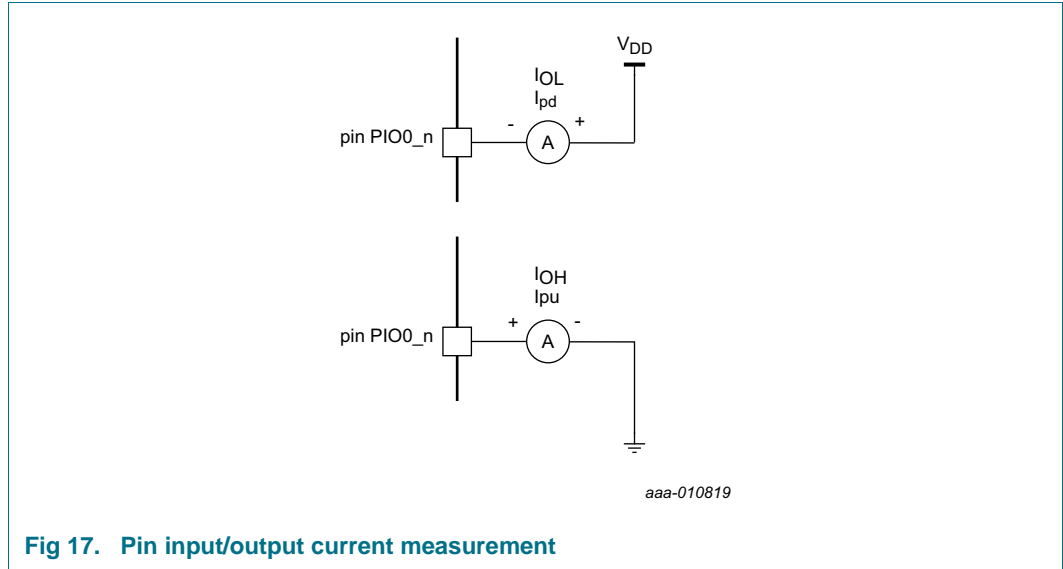 VDD
IOL
Ipd
- +
pin PIO0_n
A
IOH
Ipu
+ -
pin PIO0_n
A
aaa-010819
Fig 17. Pin input/output current measurement